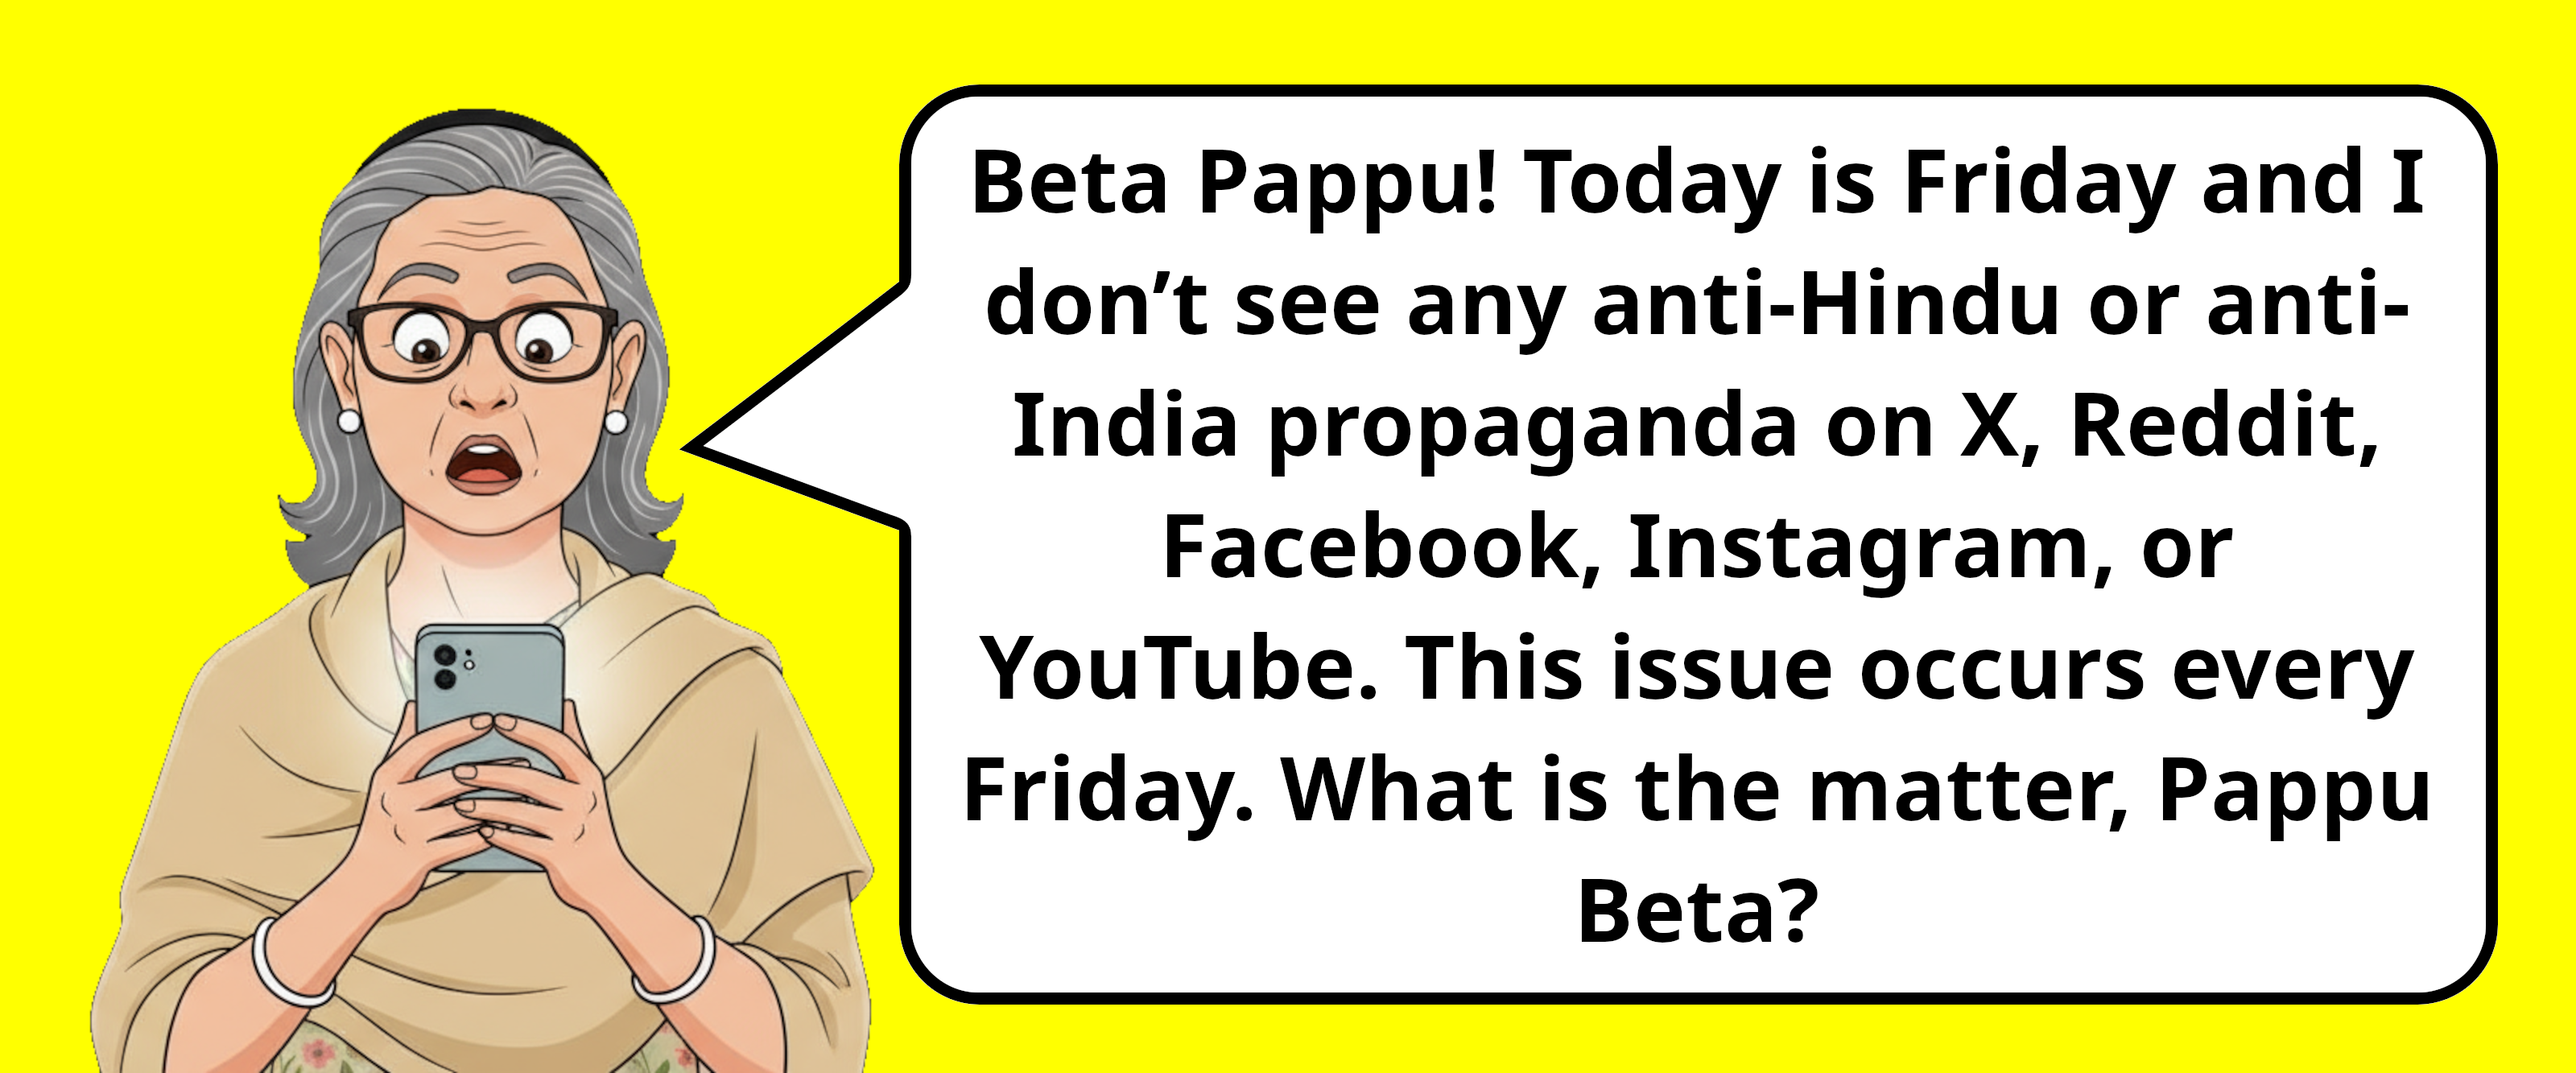 Beta Pappu! Today is Friday and I
don’t see any anti-Hindu or anti-
India propaganda on X, Reddit,
Facebook, Instagram, or
YouTube. This issue occurs every
Friday. What is the matter, Pappu
Beta?